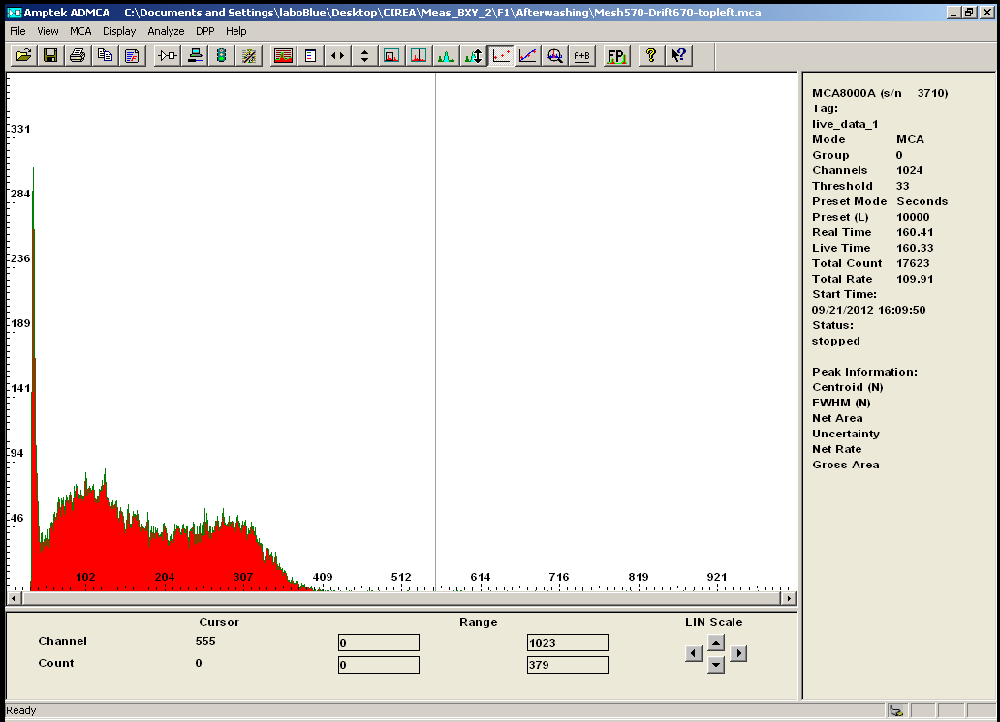 Amptek ADMCA C:\Documents and Settings\laboBlue\Desktop\CIREA\Meas_BXY_2\F1\Afterwashing\Mesh570-Drift670-topleft.mca
File View MCA Display Analyze DPP Help
A+B FP ? ?
331
284
236
189
141
94
46
102 204 307 409 512 614 716 819 921
MCA8000A (s/n 3710)
Tag:
live_data_1
Mode MCA
Group 0
Channels 1024
Threshold 33
Preset Mode Seconds
Preset (L) 10000
Real Time 160.41
Live Time 160.33
Total Count 17623
Total Rate 109.91
Start Time:
09/21/2012 16:09:50
Status:
stopped
Peak Information:
Centroid (N)
FWHM (N)
Net Area
Uncertainty
Net Rate
Gross Area
Cursor Range LIN Scale
Channel 555 0 1023
Count 0 0 379
Ready